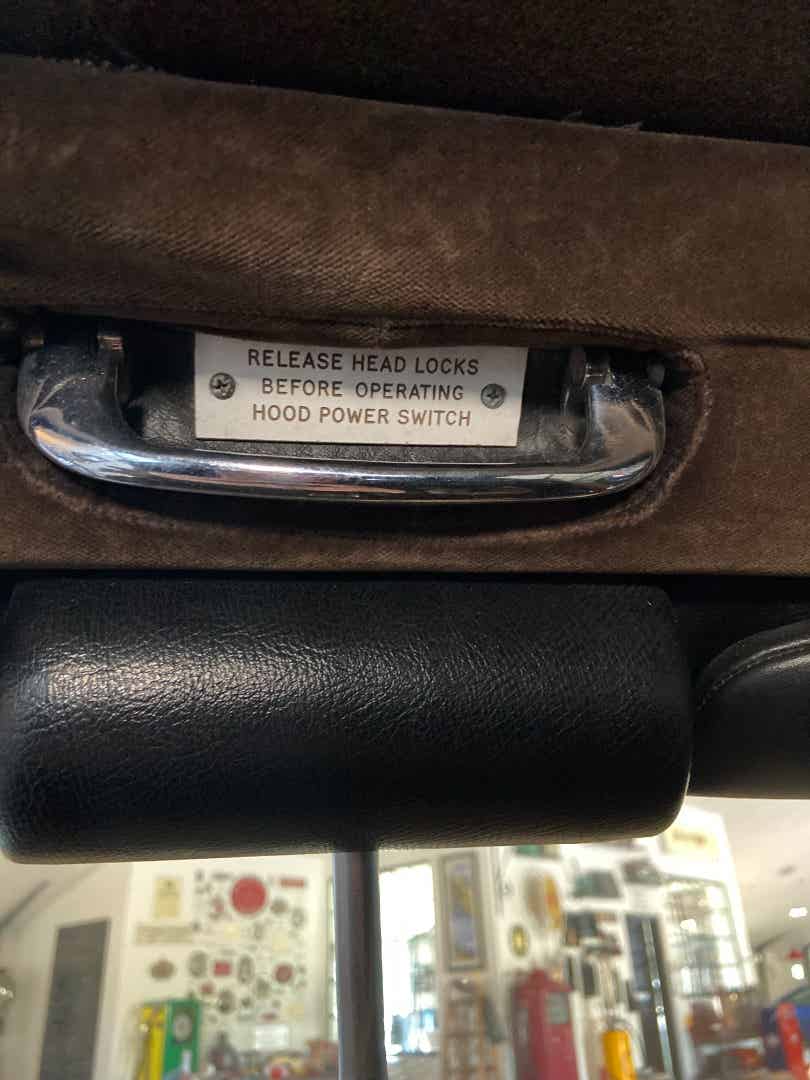 RELEASE HEAD LOCKS
BEFORE OPERATING
HOOD POWER SWITCH